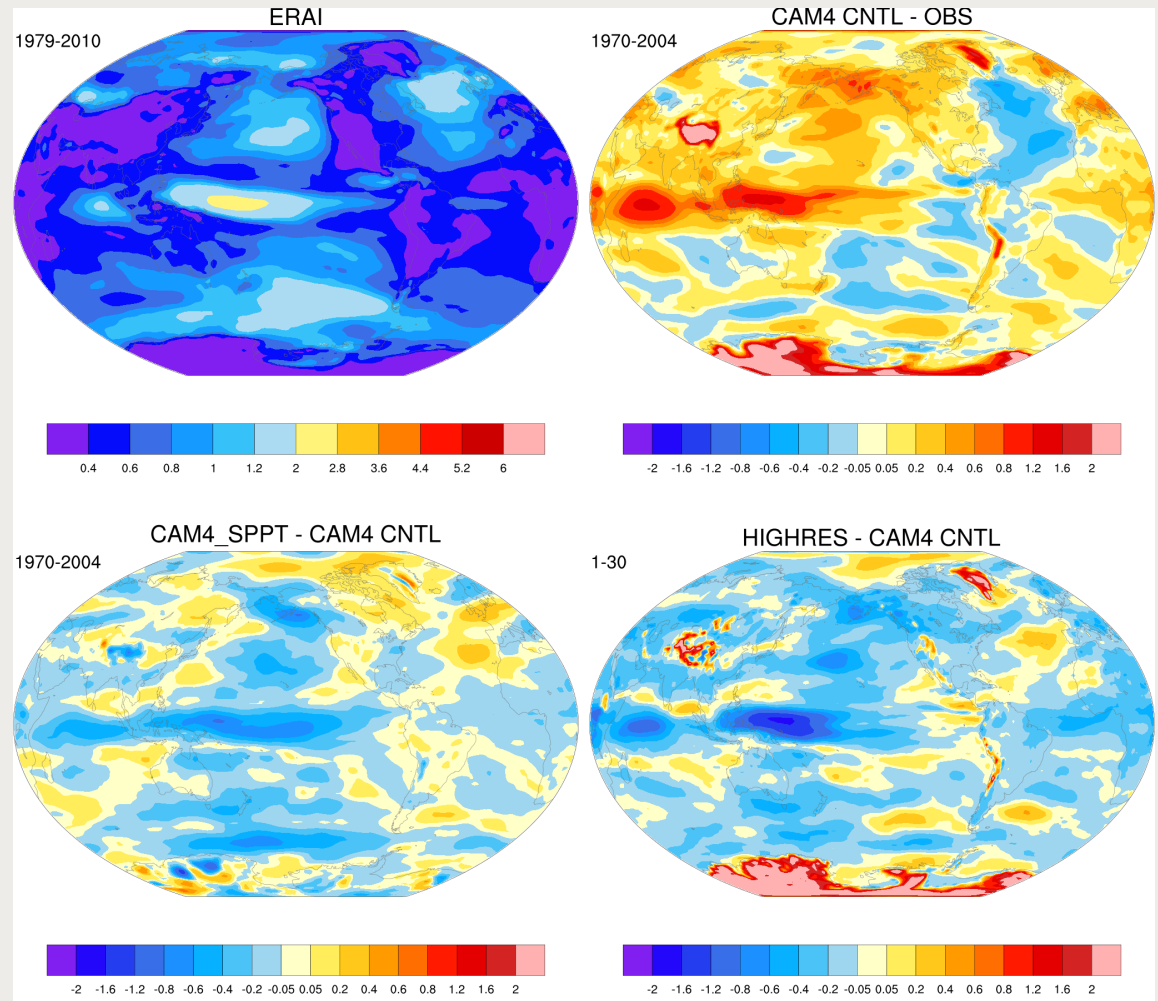 ERAI
1979-2010
0.4 0.6 0.8 1 1.2 2 2.8 3.6 4.4 5.2 6
CAM4 CNTL - OBS
1970-2004
-2 -1.6 -1.2 -0.8 -0.6 -0.4 -0.2 -0.05 0.05 0.2 0.4 0.6 0.8 1.2 1.6 2
CAM4_SPPT - CAM4 CNTL
1970-2004
-2 -1.6 -1.2 -0.8 -0.6 -0.4 -0.2 -0.05 0.05 0.2 0.4 0.6 0.8 1.2 1.6 2
HIGHRES - CAM4 CNTL
1-30
-2 -1.6 -1.2 -0.8 -0.6 -0.4 -0.2 -0.05 0.05 0.2 0.4 0.6 0.8 1.2 1.6 2